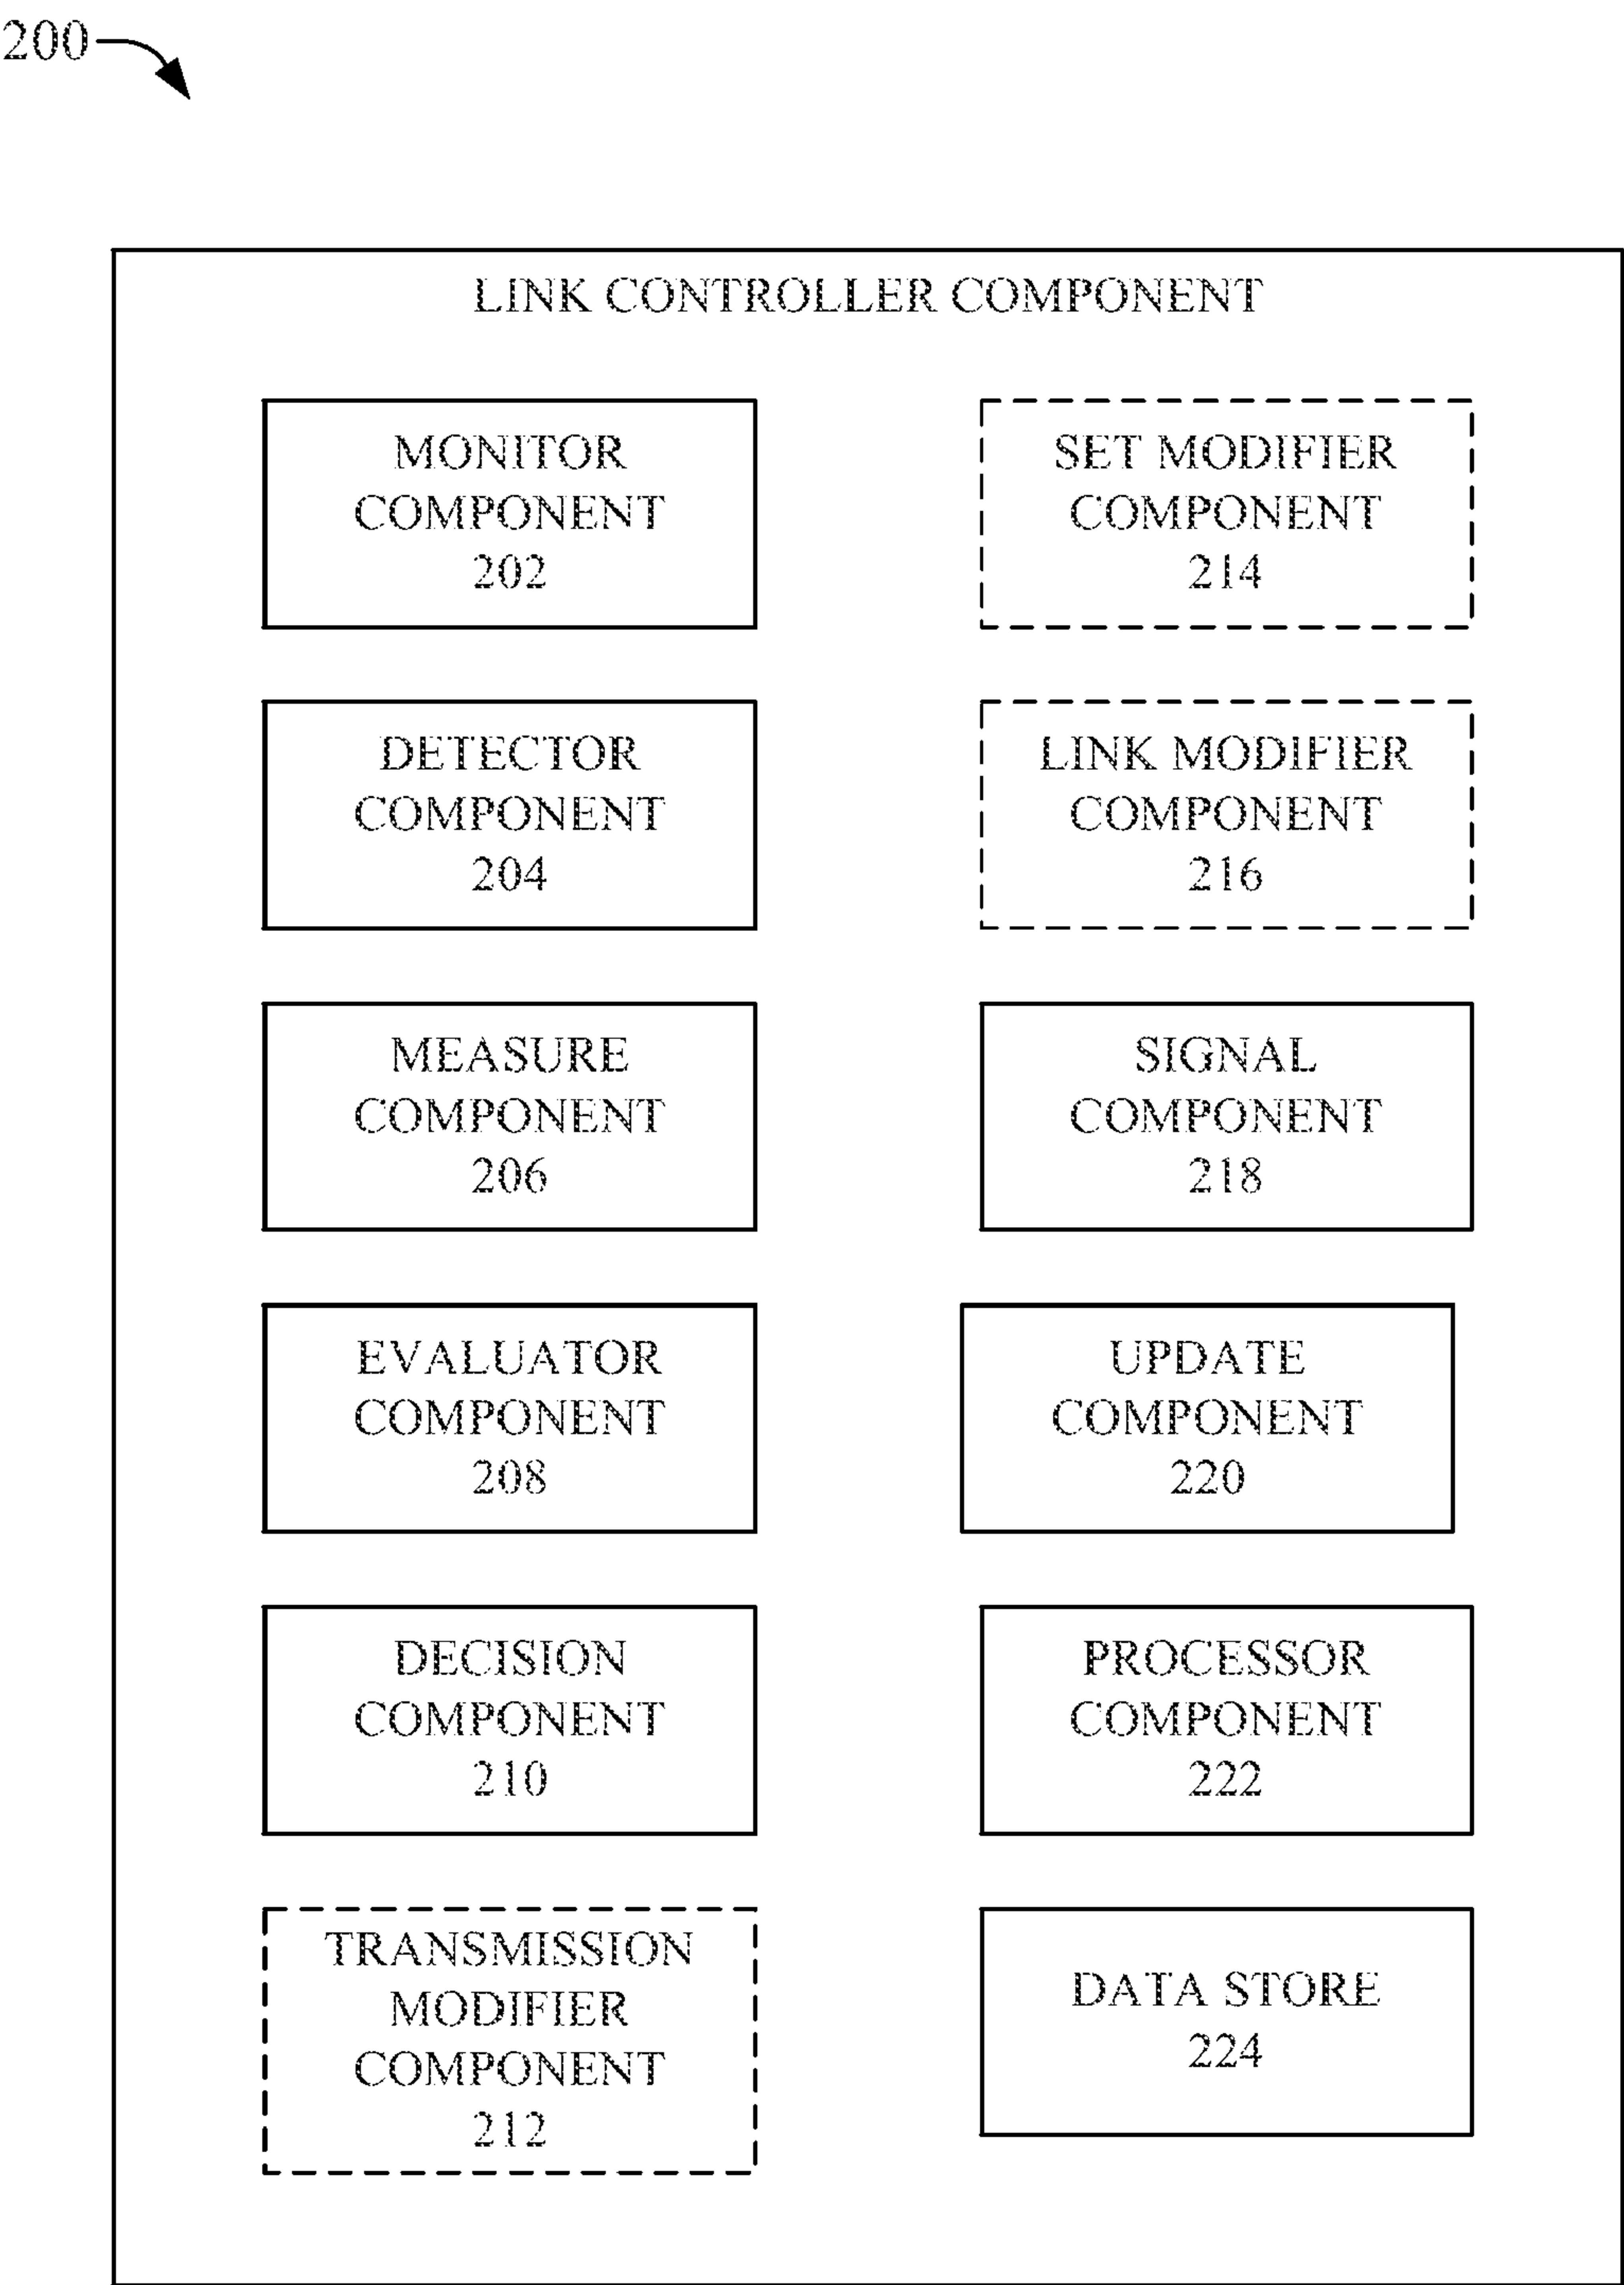 200
LINK CONTROLLER COMPONENT
MONITOR
COMPONENT
202
SET MODIFIER
COMPONENT
214
DETECTOR
COMPONENT
204
LINK MODIFIER
COMPONENT
216
MEASURE
COMPONENT
206
SIGNAL
COMPONENT
218
EVALUATOR
COMPONENT
208
UPDATE
COMPONENT
220
DECISION
COMPONENT
210
PROCESSOR
COMPONENT
222
TRANSMISSION
MODIFIER
COMPONENT
212
DATA STORE
224